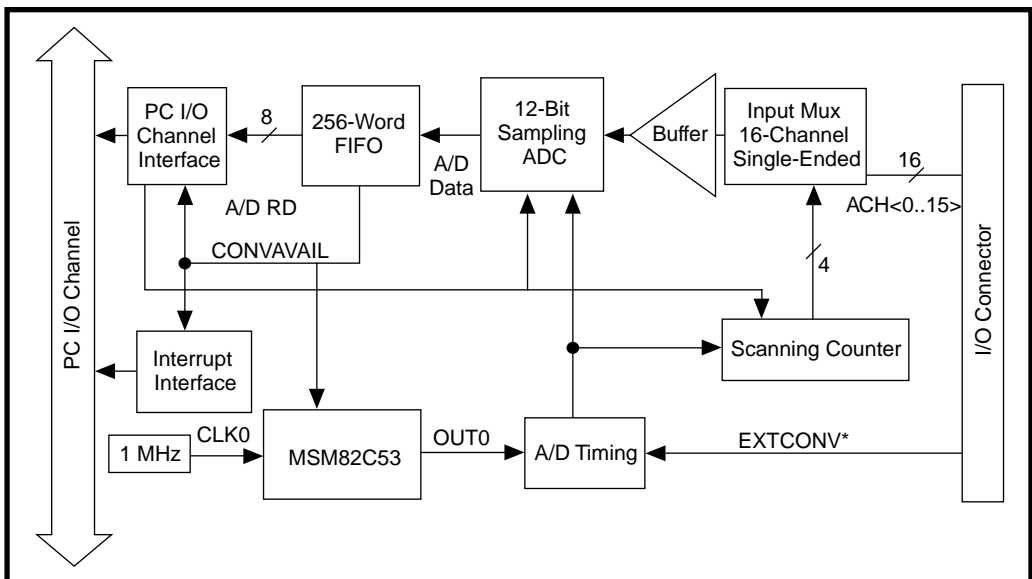 PC I/O Channel
PC I/O
Channel
Interface
8
256-Word
FIFO
A/D
Data
12-Bit
Sampling
ADC
Buffer
Input Mux
16-Channel
Single-Ended
16
ACH<0..15>
I/O Connector
A/D RD
CONVAVAIL
4
Interrupt
Interface
Scanning Counter
1 MHz
CLK0
MSM82C53
OUT0
A/D Timing
EXTCONV*